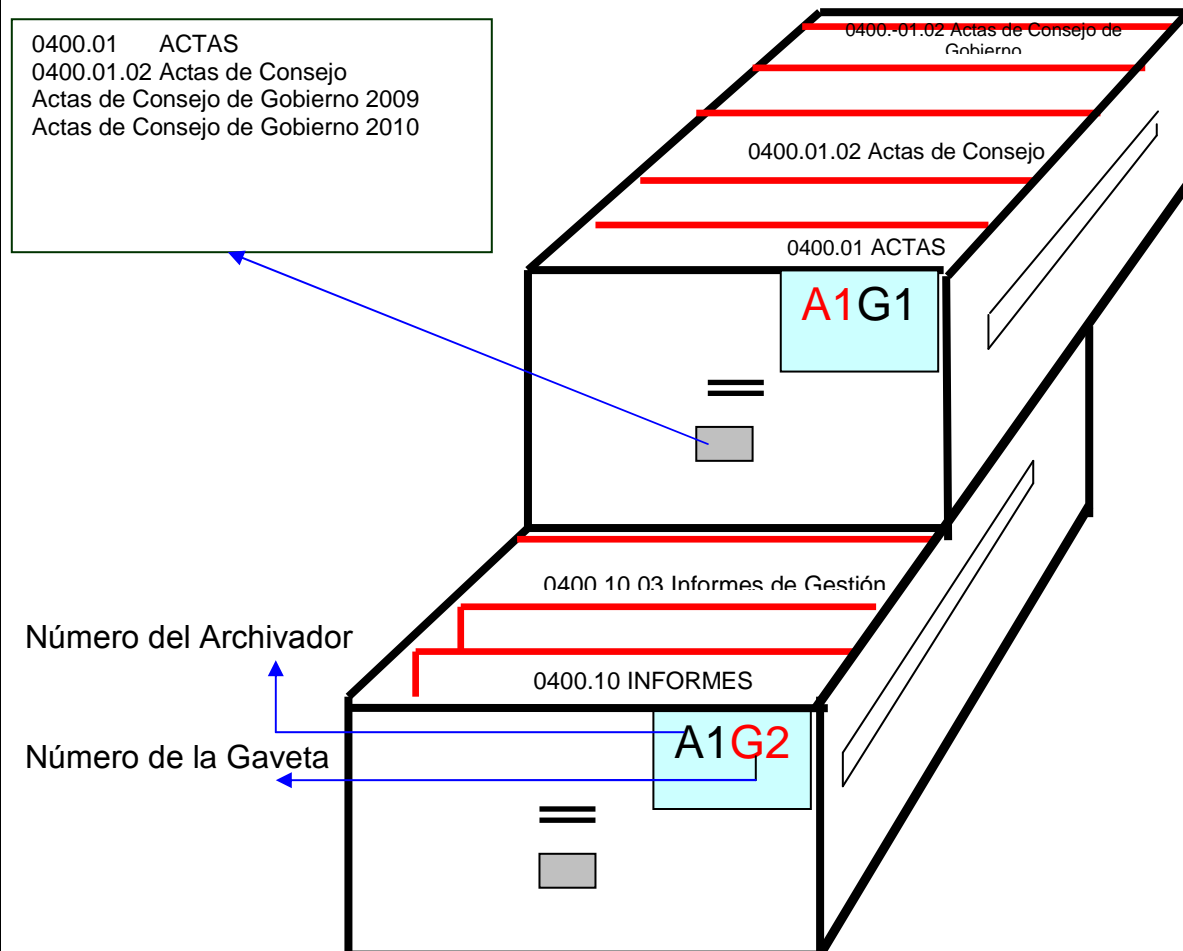 0400.01 ACTAS
0400.01.02 Actas de Consejo
Actas de Consejo de Gobierno 2009
Actas de Consejo de Gobierno 2010
0400.-01.02 Actas de Consejo de
Gobierno
0400.01.02 Actas de Consejo
0400.01 ACTAS
A1G1
0400.10.03 Informes de Gestión
Número del Archivador
0400.10 INFORMES
A1G2
Número de la Gaveta